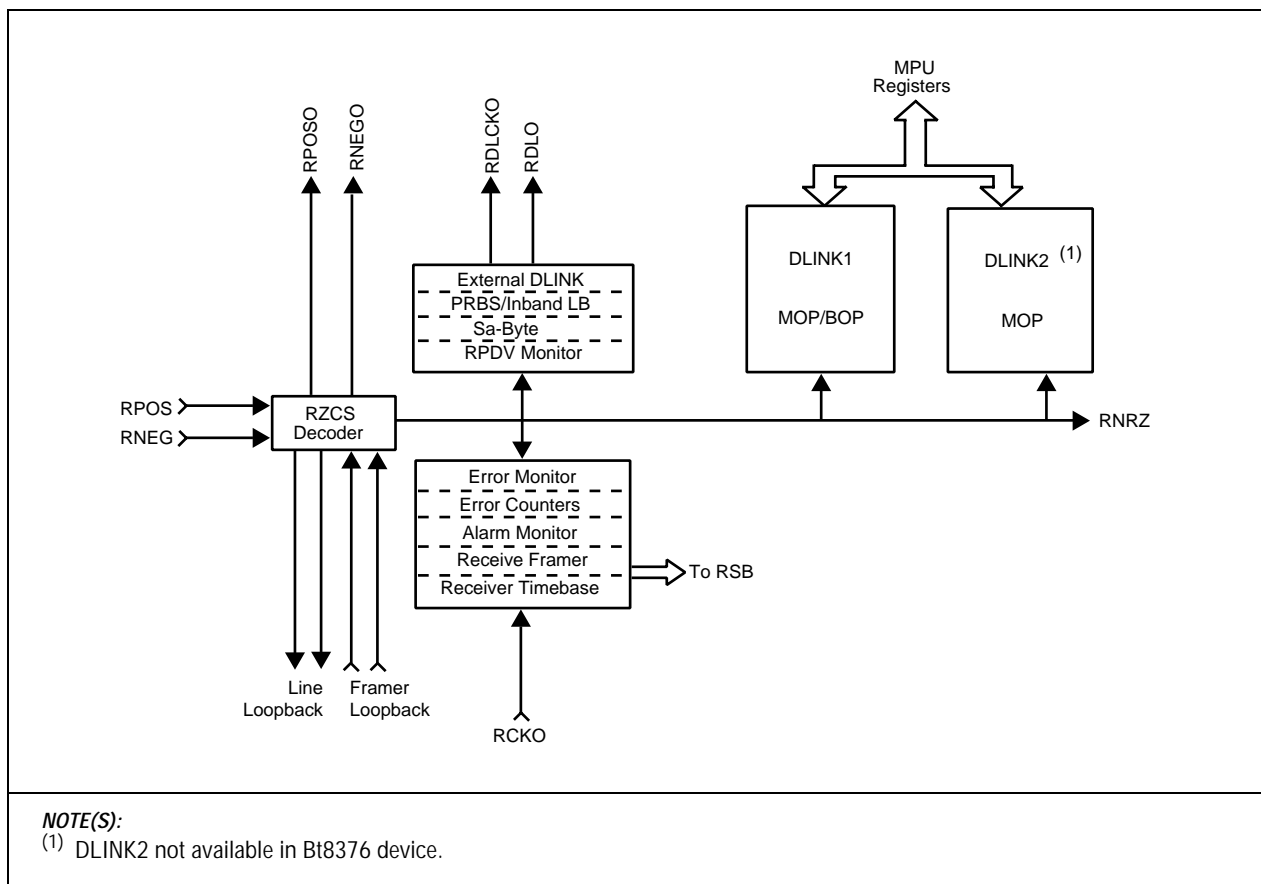 MPU
Registers
RPOSO
RNEGO
RDLCKO
RDLO
External DLINK
PRBS/Inband LB
Sa-Byte
RPDV Monitor
DLINK1
MOP/BOP
DLINK2 (1)
MOP
RPOS
RNEG
RZCS
Decoder
RNRZ
Error Monitor
Error Counters
Alarm Monitor
Receive Framer
Receiver Timebase
To RSB
Line
Loopback
Framer
Loopback
RCKO
NOTE(S):
(1) DLINK2 not available in Bt8376 device.